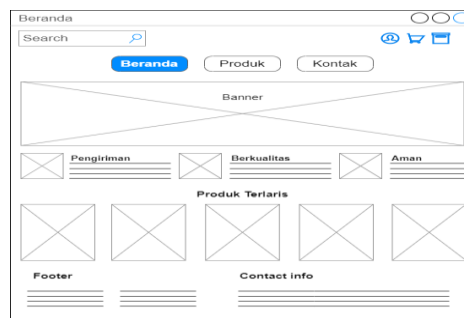 Beranda
Search
Beranda Produk Kontak
Banner
Pengiriman Berkualitas Aman
Produk Terlaris
Footer Contact info